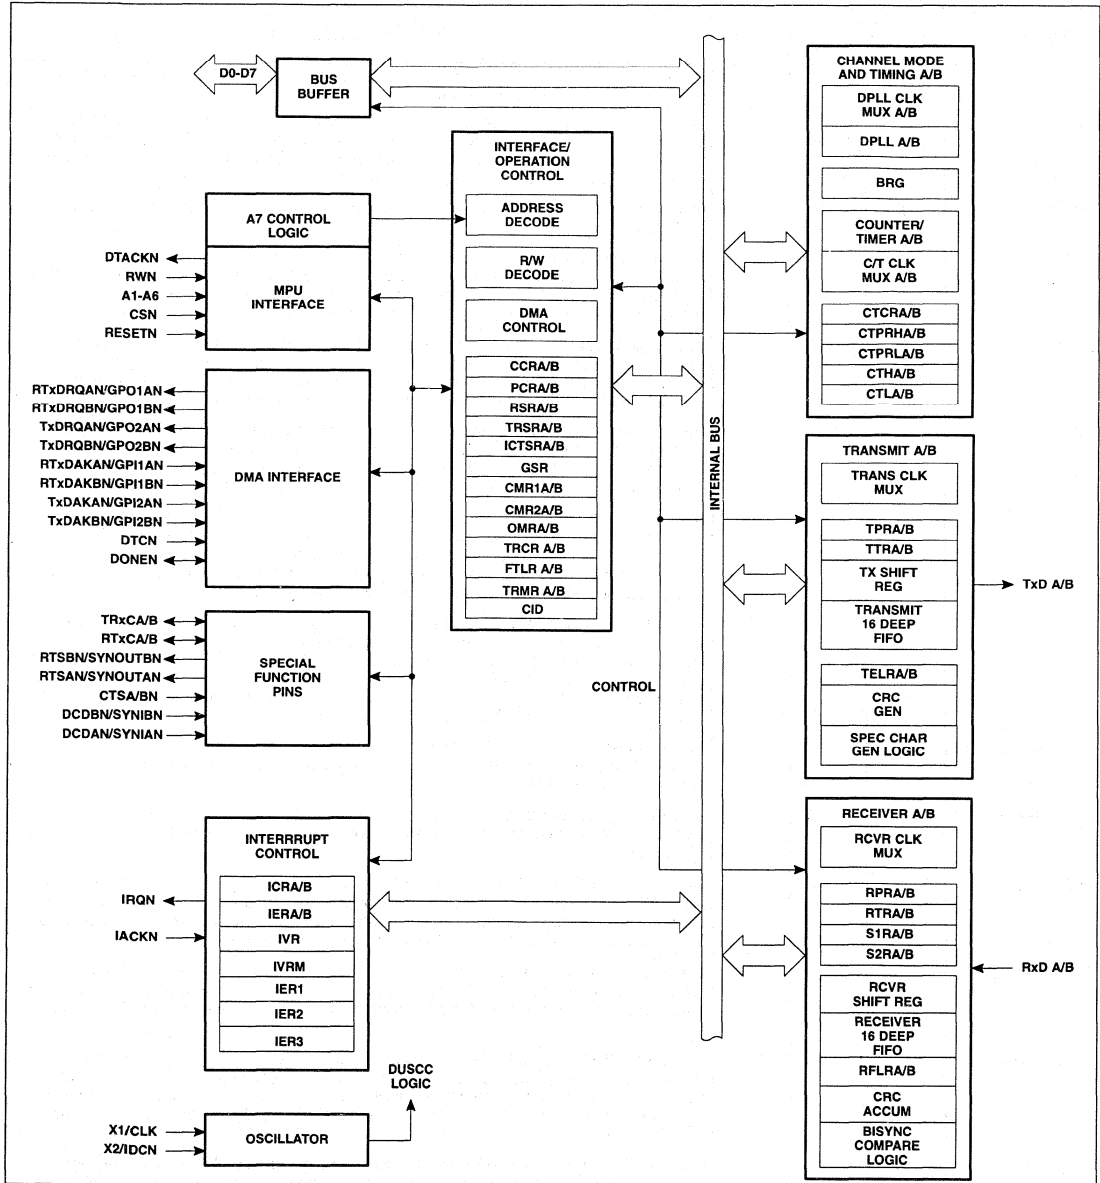 D0-D7
BUS
BUFFER
A7 CONTROL
LOGIC
MPU
INTERFACE
DTACKN
RWN
A1-A6
CSN
RESETN
RTxDRQAN/GPO1AN
RTxDRQBN/GPO1BN
TxDRQAN/GPO2AN
TxDRQBN/GPO2BN
RTxDAKAN/GPI1AN
RTxDAKBN/GPI1BN
TxDAKAN/GPI2AN
TxDAKBN/GPI2BN
DTCN
DONEN
DMA INTERFACE
TRxCA/B
RTxCA/B
RTSBN/SYNOUTBN
RTSAN/SYNOUTAN
CTSA/BN
DCDBN/SYNIBN
DCDAN/SYNIAN
SPECIAL
FUNCTION
PINS
INTERRRUPT
CONTROL
ICRA/B
IERA/B
IVR
IVRM
IER1
IER2
IER3
IRQN
IACKN
X1/CLK
X2/IDCN
OSCILLATOR
DUSCC
LOGIC
INTERFACE/
OPERATION
CONTROL
ADDRESS
DECODE
R/W
DECODE
DMA
CONTROL
CCRA/B
PCRA/B
RSRA/B
TRSRA/B
ICTSRA/B
GSR
CMR1A/B
CMR2A/B
OMRA/B
TRCR A/B
FTLR A/B
TRMR A/B
CID
CONTROL
INTERNAL BUS
CHANNEL MODE
AND TIMING A/B
DPLL CLK
MUX A/B
DPLL A/B
BRG
COUNTER/
TIMER A/B
C/T CLK
MUX A/B
CTCRA/B
CTPRHA/B
CTPRLA/B
CTHA/B
CTLA/B
TRANSMIT A/B
TRANS CLK
MUX
TPRA/B
TTRA/B
TX SHIFT
REG
TRANSMIT
16 DEEP
FIFO
TELRA/B
CRC
GEN
SPEC CHAR
GEN LOGIC
TxD A/B
RECEIVER A/B
RCVR CLK
MUX
RPRA/B
RTRA/B
S1RA/B
S2RA/B
RCVR
SHIFT REG
RECEIVER
16 DEEP
FIFO
RFLRA/B
CRC
ACCUM
BISYNC
COMPARE
LOGIC
RxD A/B